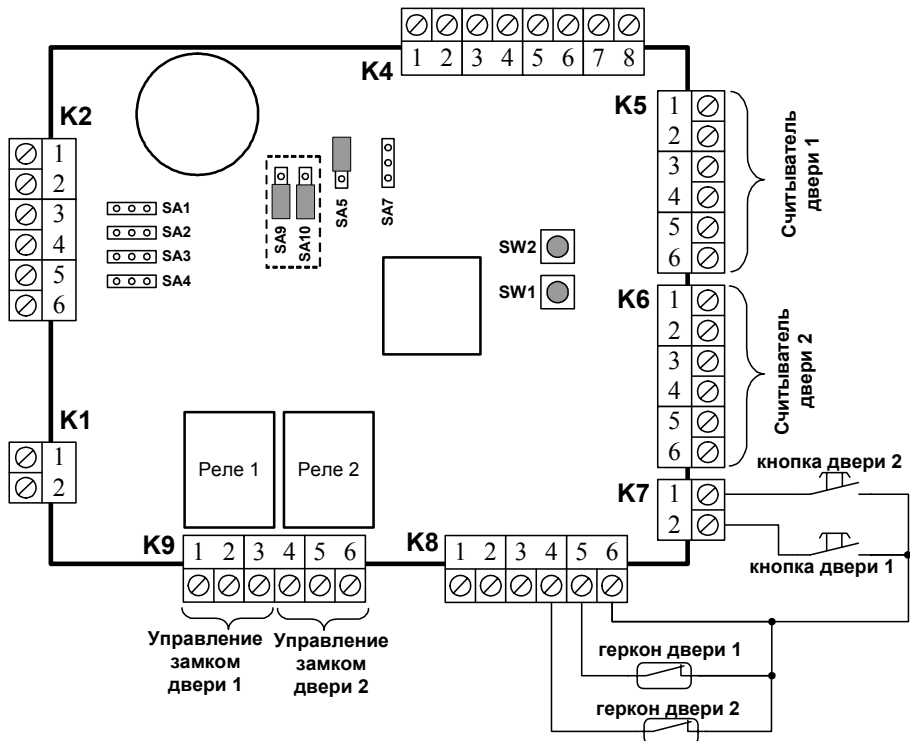 K4
1 2 3 4 5 6 7 8
K2
1
2
3
4
5
6
SA1
SA2
SA3
SA4
SA9
SA10
SA5
SA7
SW2
SW1
K5
1
2
3
4
5
6
Считыватель
двери 1
K6
1
2
3
4
5
6
Считыватель
двери 2
K1
1
2
Реле 1
Реле 2
K7
1
2
кнопка двери 2
кнопка двери 1
K9
1 2 3 4 5 6
K8
1 2 3 4 5 6
Управление
замком
двери 1
Управление
замком
двери 2
геркон двери 1
геркон двери 2